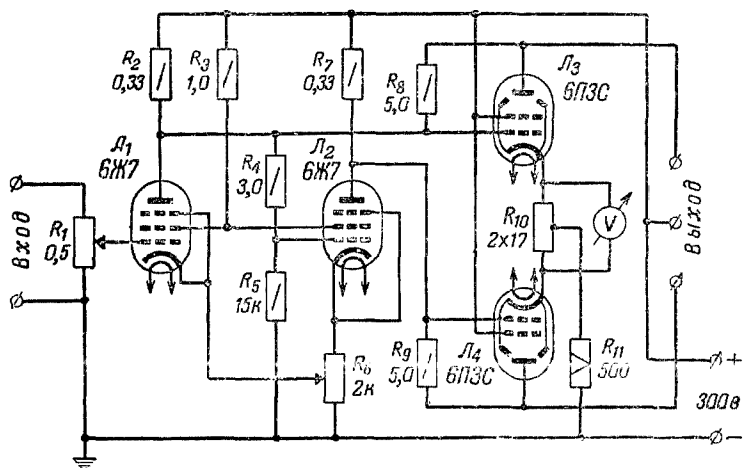 R2
0,33
R3
1,0
R7
0,33
R8
5,0
Л3
6П3С
Л1
6Ж7
R4
3,0
Л2
6Ж7
Вход
R1
0,5
R5
15к
R10
2х17
V
Выход
R6
2к
R9
5,0
Л4
6П3С
R11
500
+
300в
−